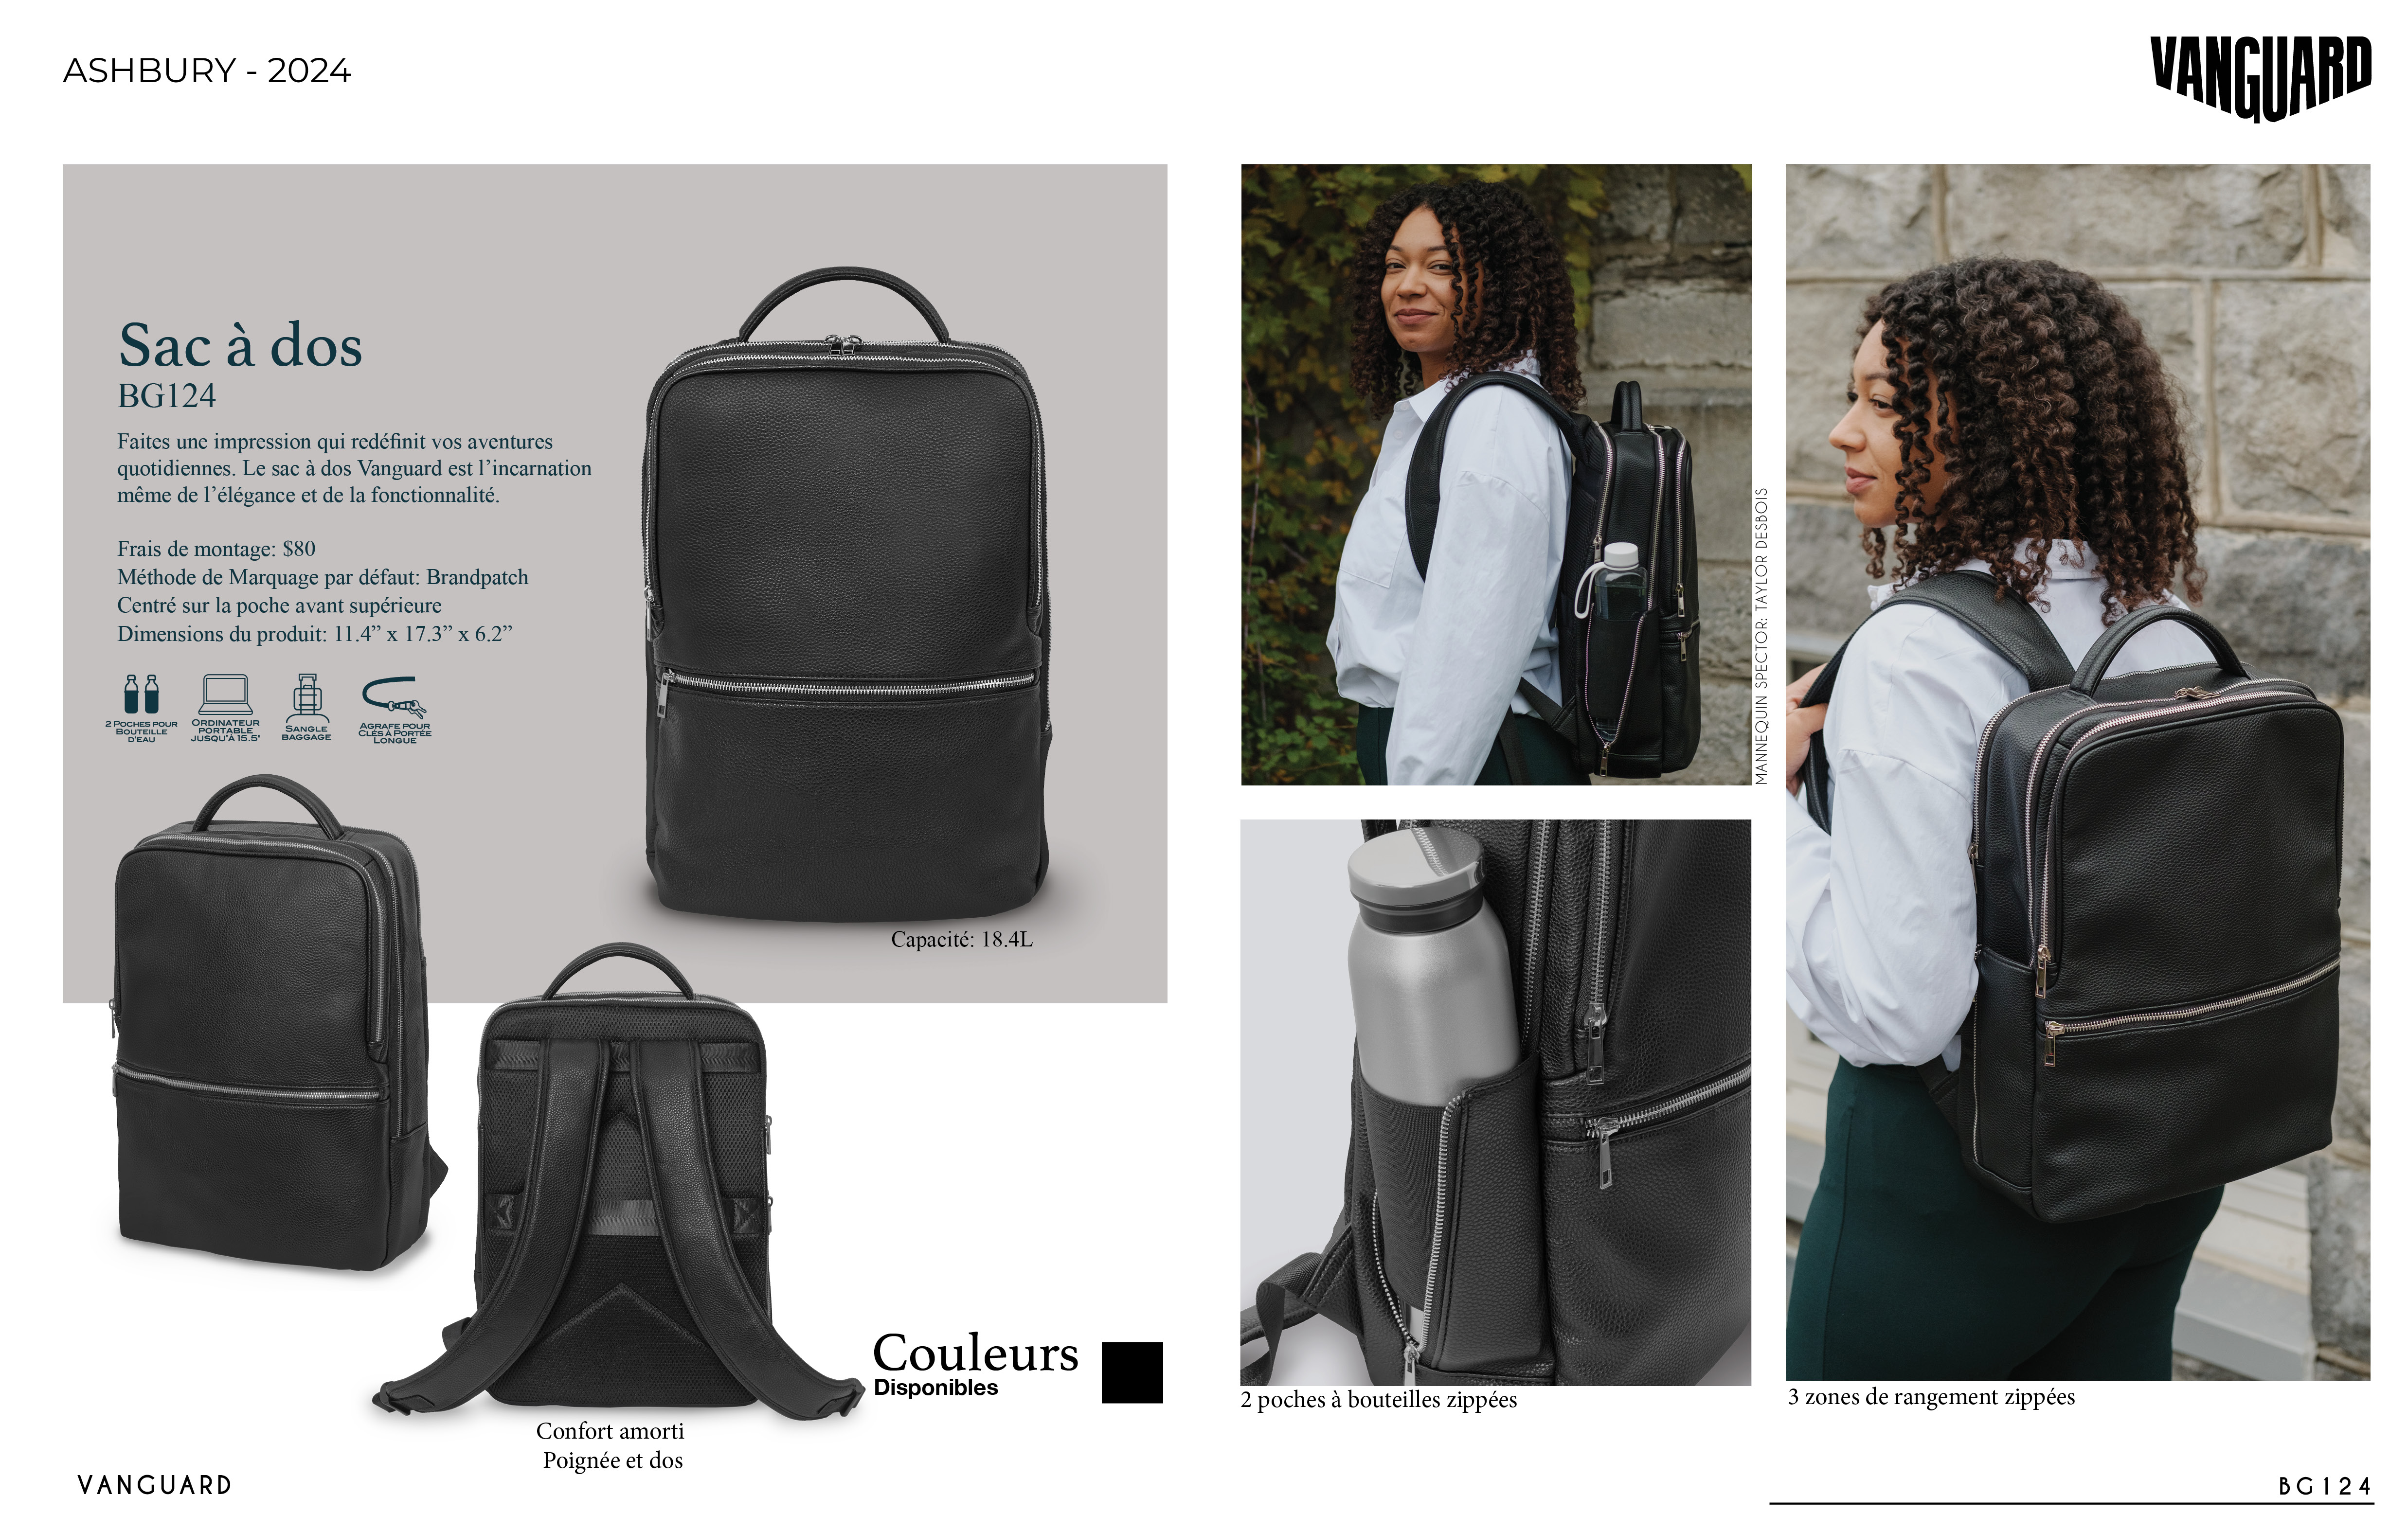 ASHBURY - 2024
VANGUARD
Sac à dos
BG124
Faites une impression qui redéfinit vos aventures
quotidiennes. Le sac à dos Vanguard est l’incarnation
même de l’élégance et de la fonctionnalité.
Frais de montage: $80
Méthode de Marquage par défaut: Brandpatch
Centré sur la poche avant supérieure
Dimensions du produit: 11.4” x 17.3” x 6.2”
2 POCHES POUR
BOUTEILLE
D'EAU
ORDINATEUR
PORTABLE
JUSQU'À 15.5"
SANGLE
BAGGAGE
AGRAFE POUR
CLÉS À PORTÉE
LONGUE
Capacité: 18.4L
Confort amorti
Poignée et dos
Couleurs
Disponibles
MANNEQUIN SPECTOR: TAYLOR DESBOIS
2 poches à bouteilles zippées
3 zones de rangement zippées
VANGUARD
BG124